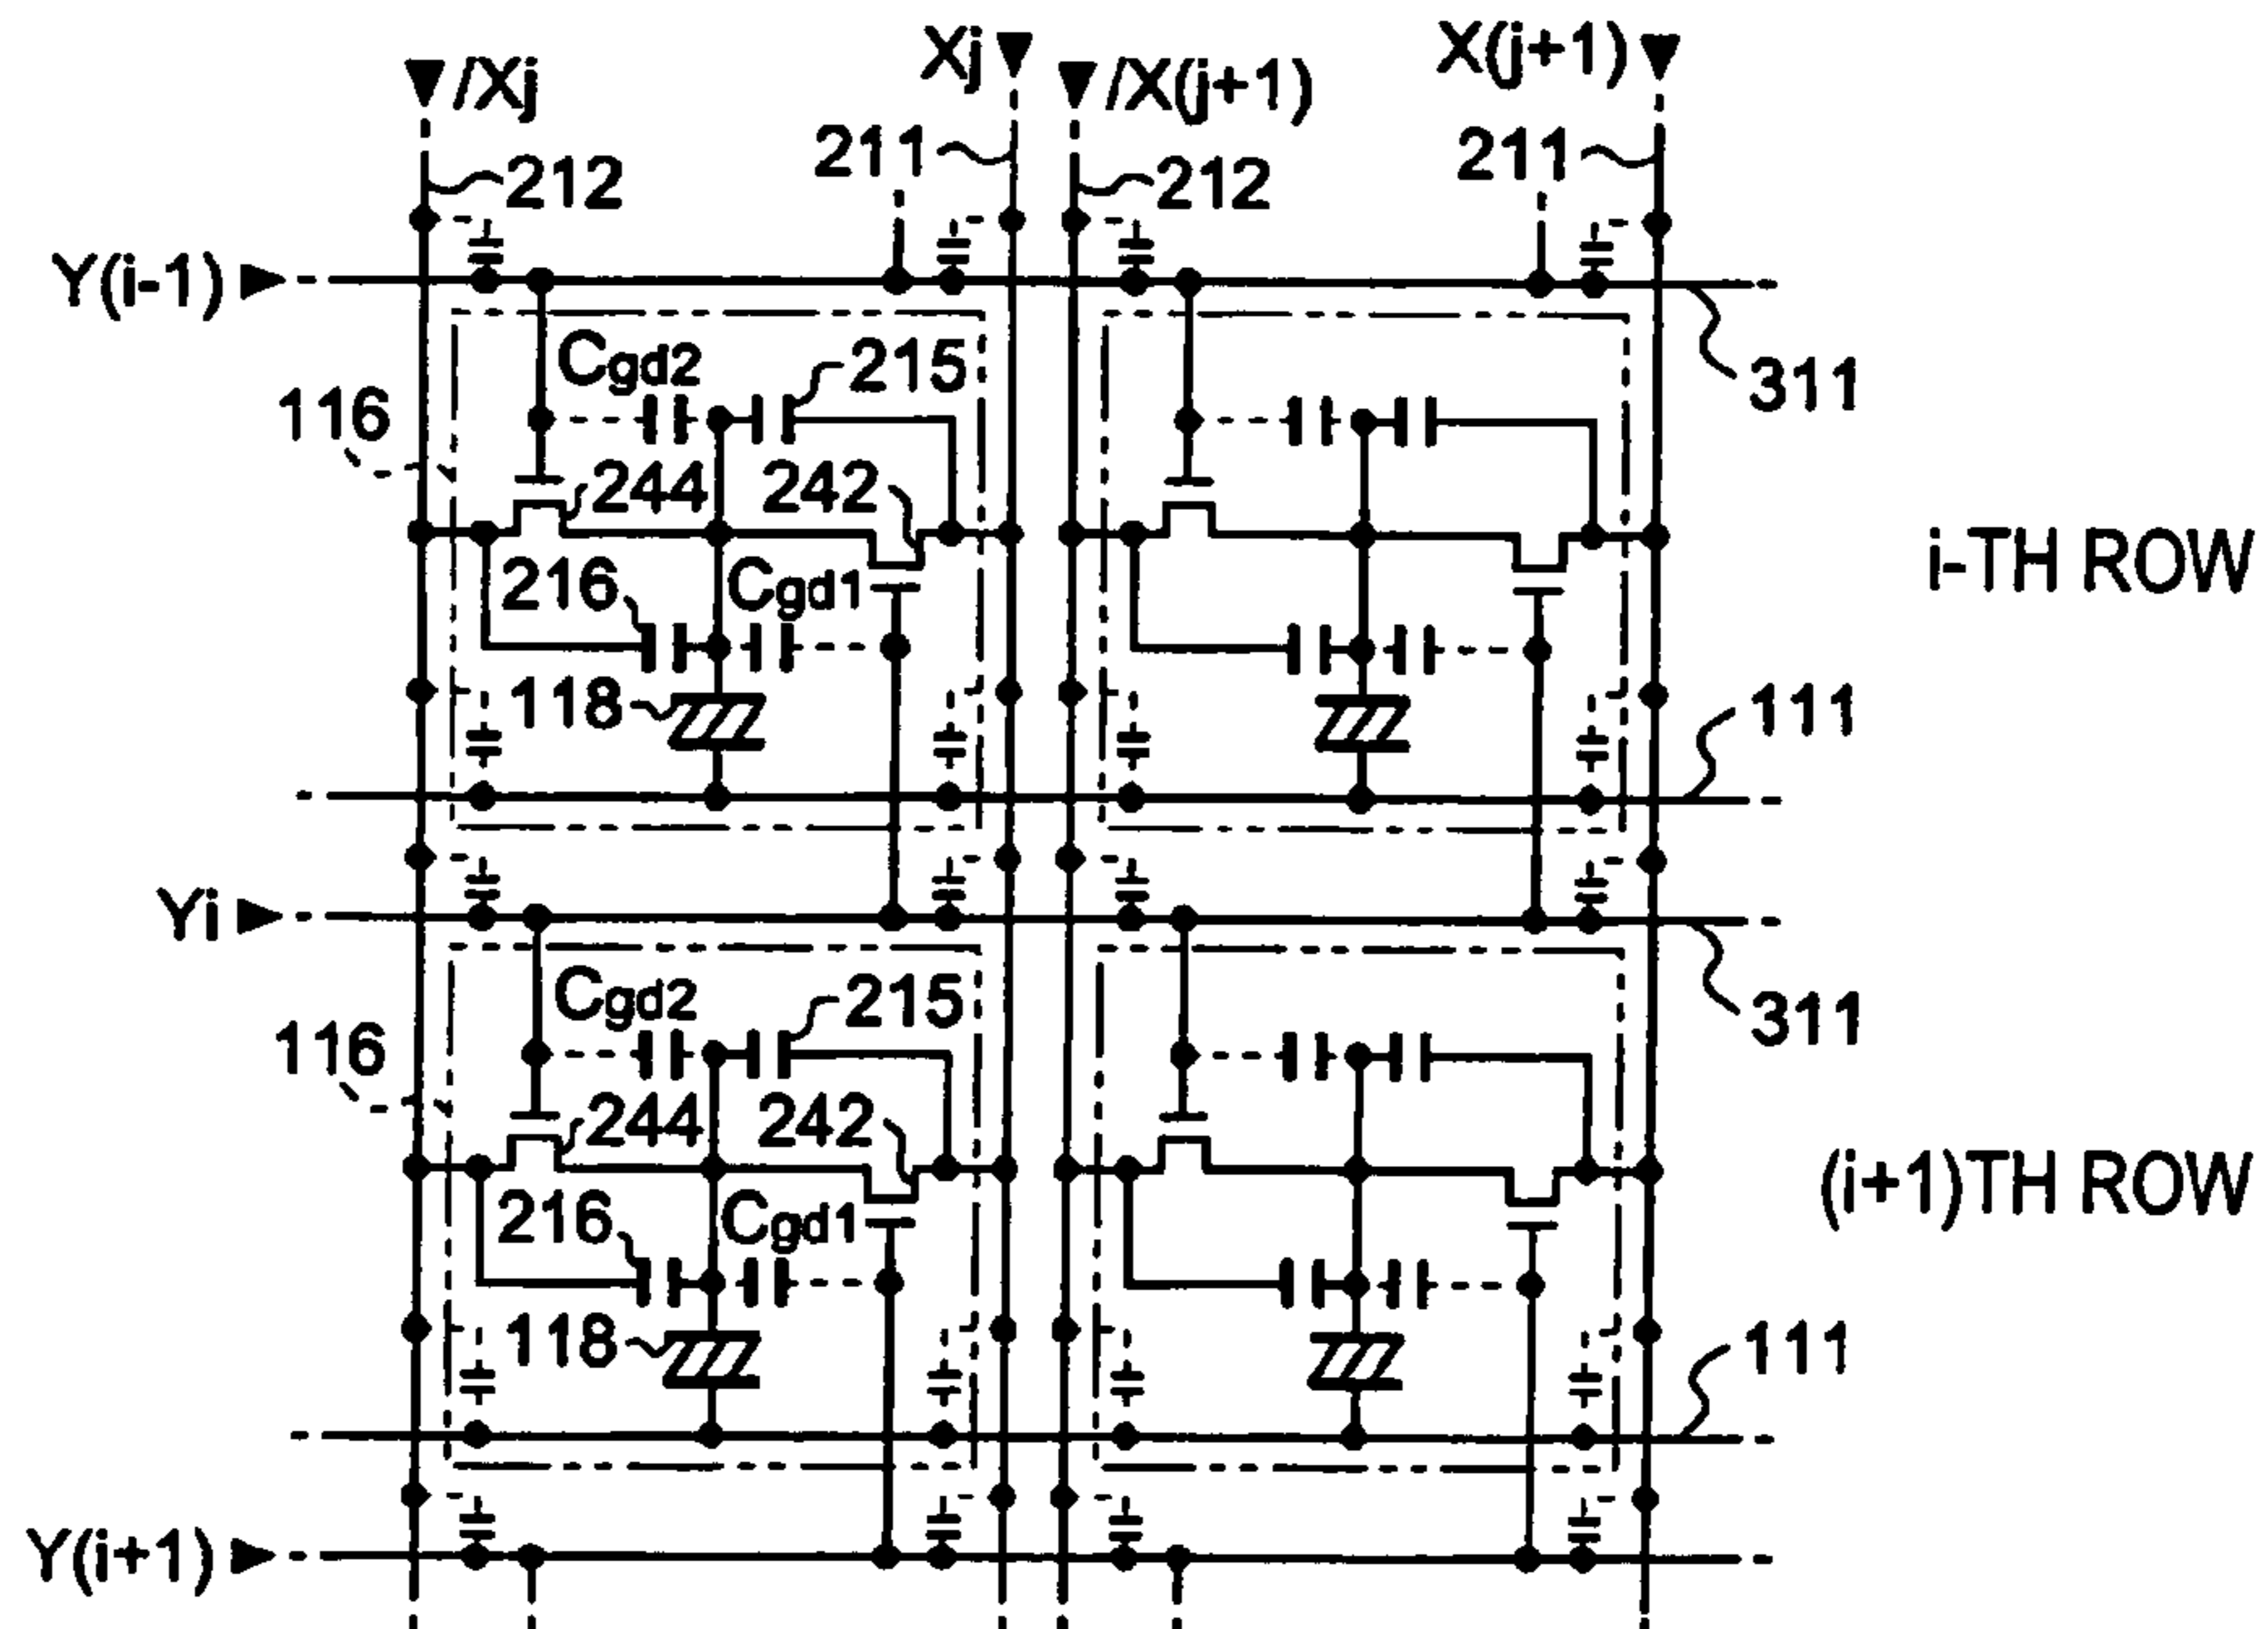 /Xj
Xj
/X(j+1)
X(j+1)
212
211
212
211
Y(i-1)
311
Cgd2
215
116
244
242
216
Cgd1
i-TH ROW
118
111
Yi
311
Cgd2
215
116
244
242
216
Cgd1
(i+1)TH ROW
118
111
Y(i+1)